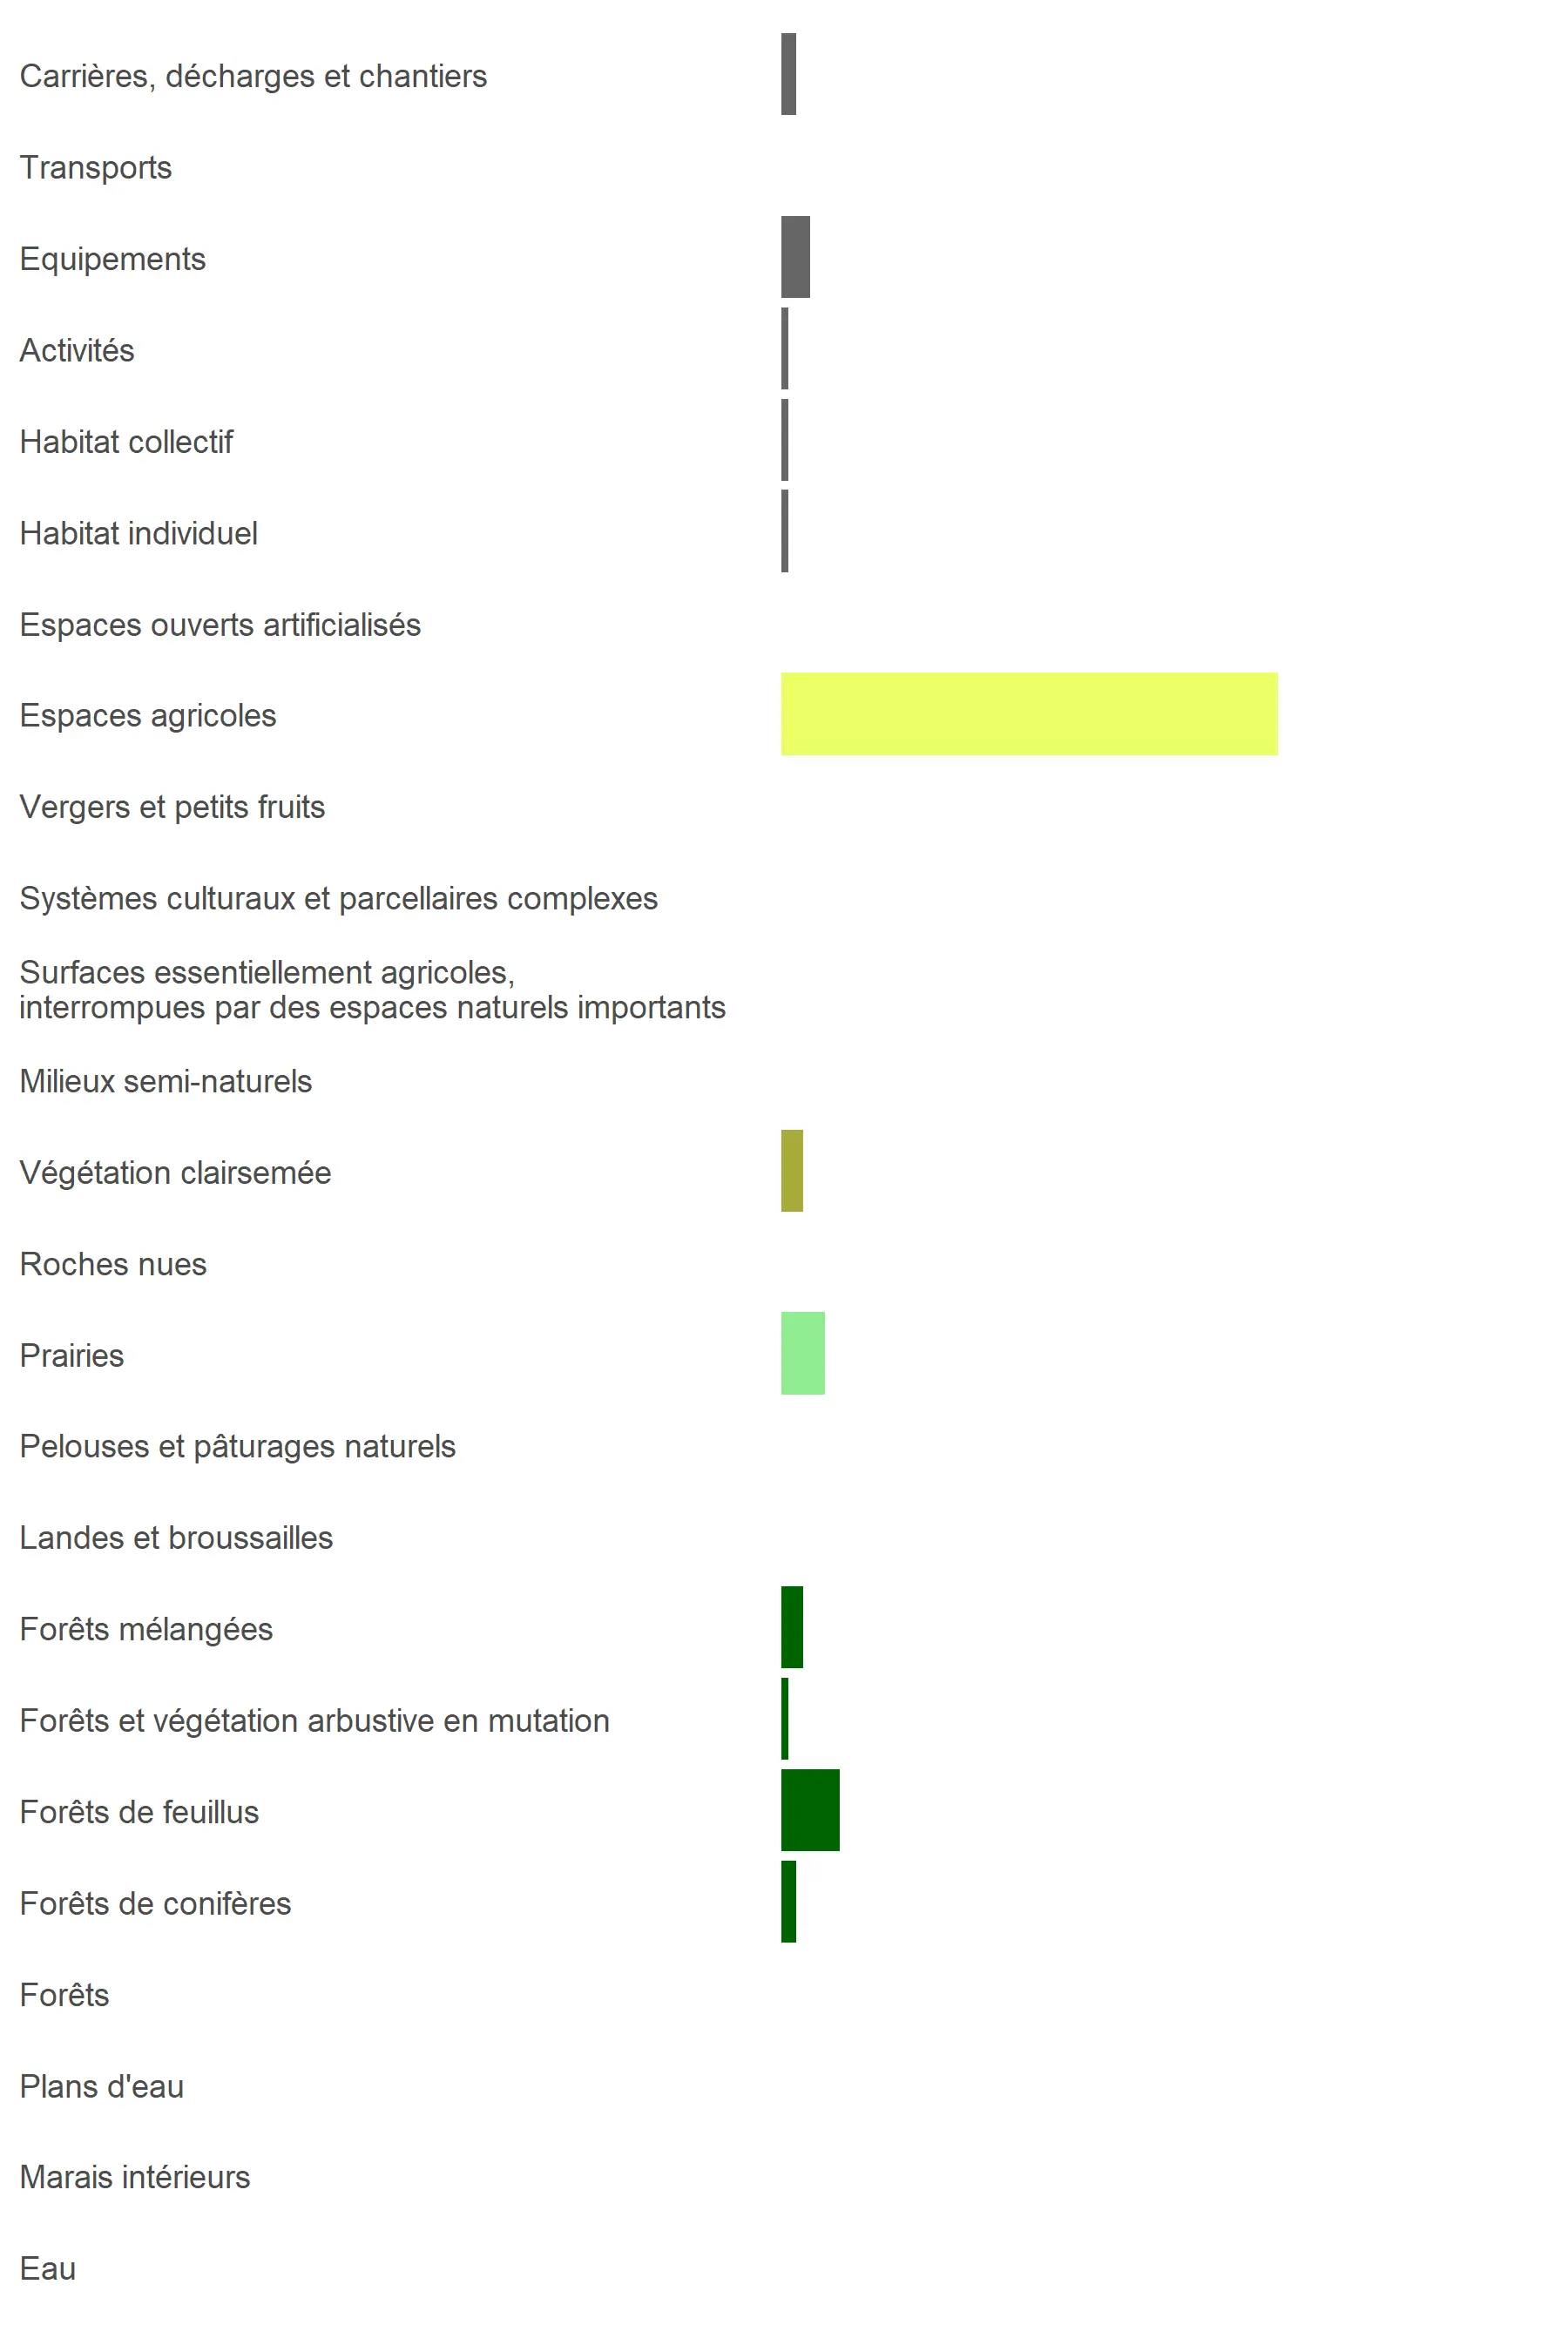 Carrières, décharges et chantiers
Transports
Equipements
Activités
Habitat collectif
Habitat individuel
Espaces ouverts artificialisés
Espaces agricoles
Vergers et petits fruits
Systèmes culturaux et parcellaires complexes
Surfaces essentiellement agricoles,
interrompues par des espaces naturels importants
Milieux semi-naturels
Végétation clairsemée
Roches nues
Prairies
Pelouses et pâturages naturels
Landes et broussailles
Forêts mélangées
Forêts et végétation arbustive en mutation
Forêts de feuillus
Forêts de conifères
Forêts
Plans d'eau
Marais intérieurs
Eau